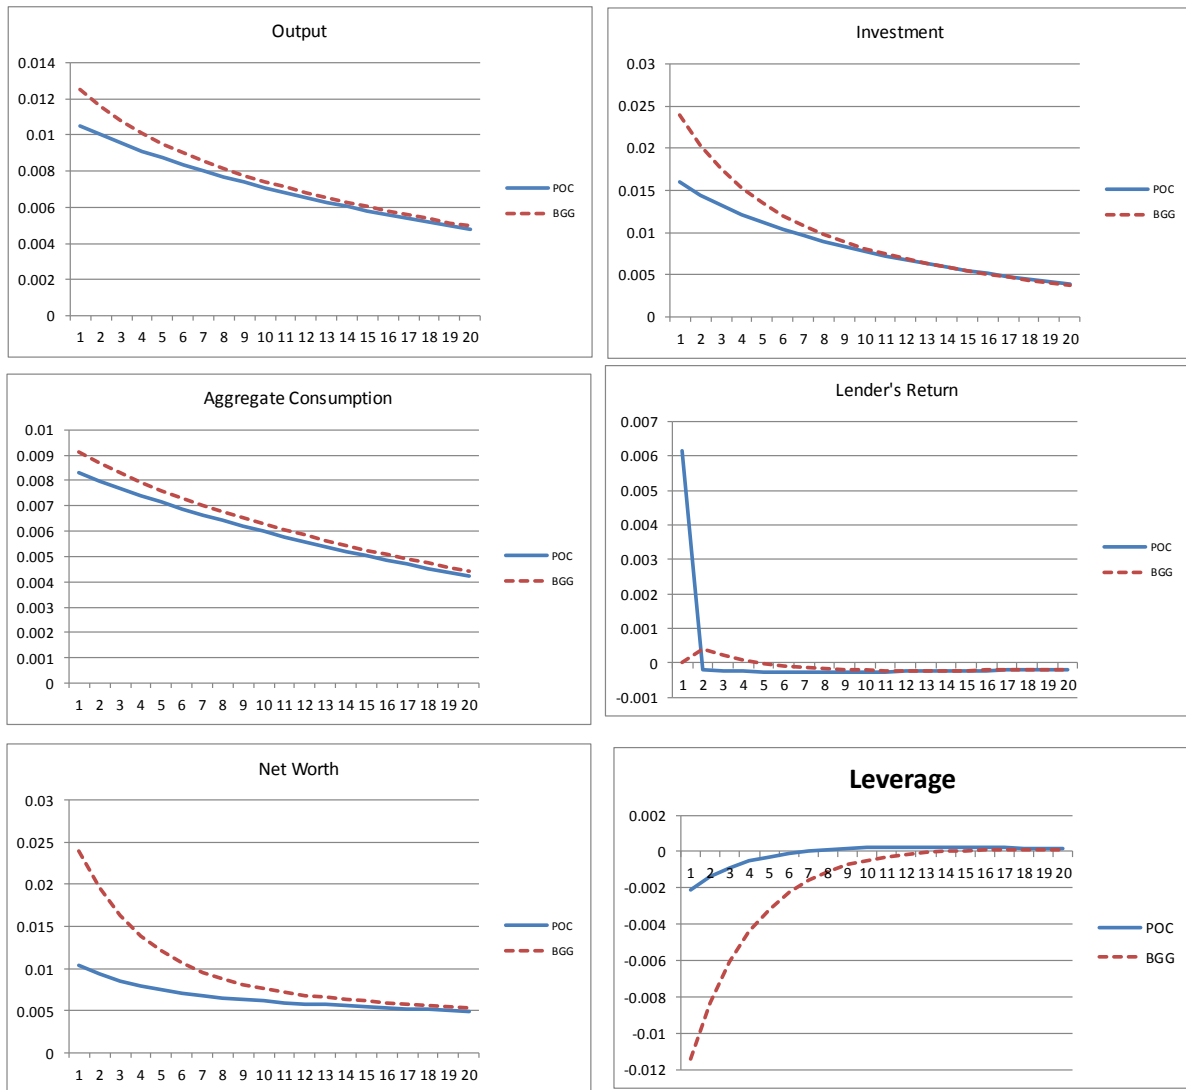 Output
0.014
0.012
0.01
0.008
0.006
0.004
0.002
0
1 2 3 4 5 6 7 8 9 10 11 12 13 14 15 16 17 18 19 20
POC
BGG
Investment
0.03
0.025
0.02
0.015
0.01
0.005
0
1 2 3 4 5 6 7 8 9 10 11 12 13 14 15 16 17 18 19 20
POC
BGG
Aggregate Consumption
0.01
0.009
0.008
0.007
0.006
0.005
0.004
0.003
0.002
0.001
0
1 2 3 4 5 6 7 8 9 10 11 12 13 14 15 16 17 18 19 20
POC
BGG
Lender's Return
0.007
0.006
0.005
0.004
0.003
0.002
0.001
0
-0.001
1 2 3 4 5 6 7 8 9 10 11 12 13 14 15 16 17 18 19 20
POC
BGG
Net Worth
0.03
0.025
0.02
0.015
0.01
0.005
0
1 2 3 4 5 6 7 8 9 10 11 12 13 14 15 16 17 18 19 20
POC
BGG
Leverage
0.002
0
-0.002
-0.004
-0.006
-0.008
-0.01
-0.012
1 2 3 4 5 6 7 8 9 10 11 12 13 14 15 16 17 18 19 20
POC
BGG